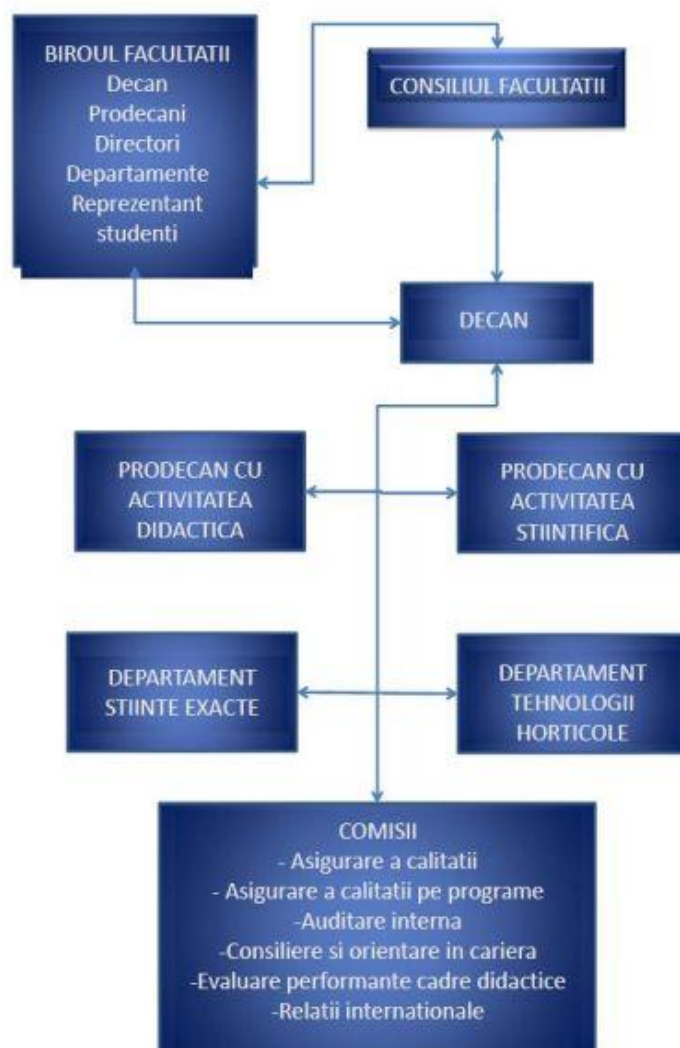 BIROUL FACULTATII
Decan
Prodecani
Directori
Departamente
Reprezentant
studenti
CONSILIUL FACULTATII
DECAN
PRODECAN CU
ACTIVITATEA
DIDACTICA
PRODECAN CU
ACTIVITATEA
STIINTIFICA
DEPARTAMENT
STIINTE EXACTE
DEPARTAMENT
TEHNOLOGII
HORTICOLE
COMISII
- Asigurare a calitatii
- Asigurare a calitatii pe programe
-Auditare interna
-Consiliere si orientare in cariera
-Evaluare performante cadre didactice
-Relatii internationale